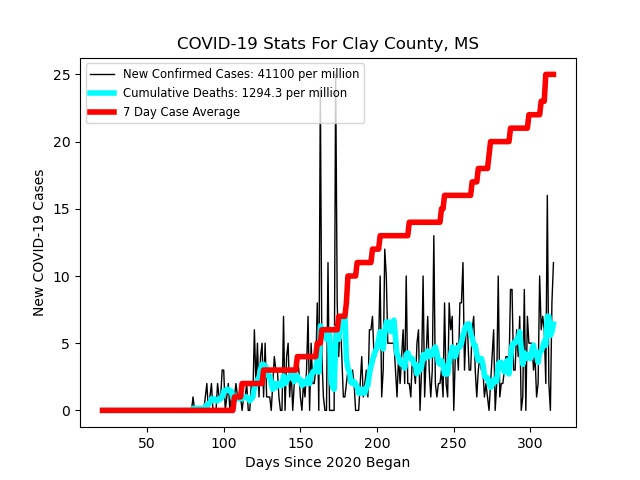 COVID-19 Stats For Clay County, MS
New Confirmed Cases: 41100 per million
Cumulative Deaths: 1294.3 per million
7 Day Case Average
25
20
15
10
5
0
New COVID-19 Cases
50 100 150 200 250 300
Days Since 2020 Began